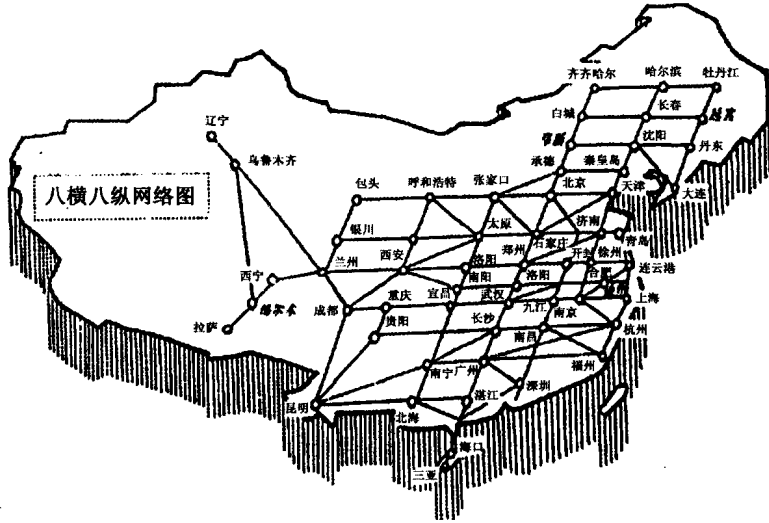 齐齐哈尔
哈尔滨
牡丹江
白城
长春
辽宁
沈阳
丹东
乌鲁木齐
承德
秦皇岛
八横八纵网络图
包头
呼和浩特
张家口
北京
天津
大连
银川
太原
济南
兰州
西安
郑州
石家庄
青岛
洛阳
开封
徐州
西宁
南阳
洛阳
合肥
连云港
成都
重庆
宜昌
武汉
九江
南京
上海
拉萨
贵阳
长沙
南昌
杭州
南宁
广州
福州
昆明
北海
湛江
深圳
海口
三亚